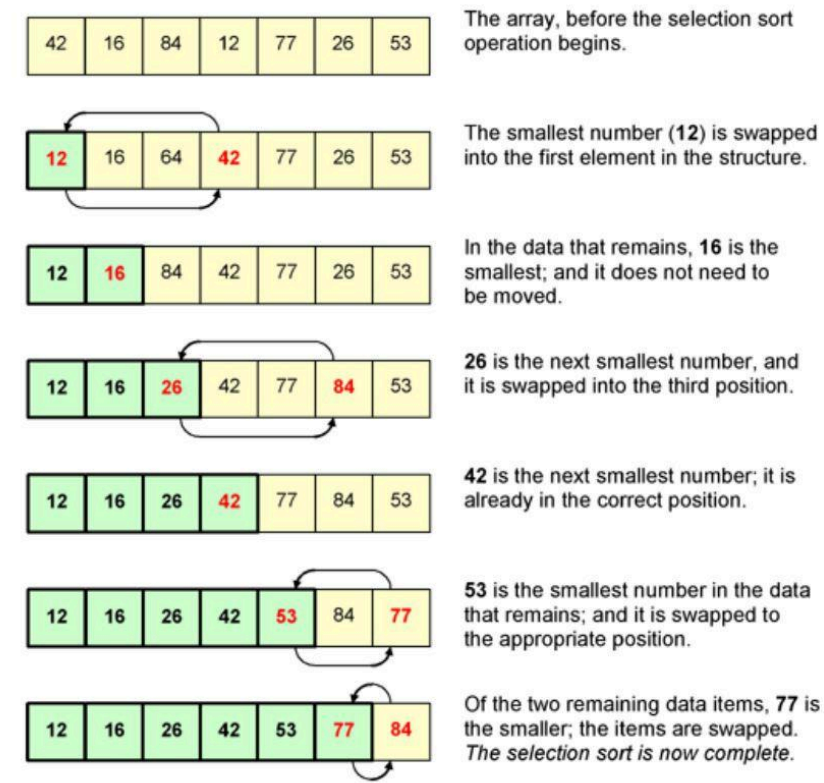 42 16 84 12 77 26 53
The array, before the selection sort
operation begins.
12 16 64 42 77 26 53
The smallest number (12) is swapped
into the first element in the structure.
12 16 84 42 77 26 53
In the data that remains, 16 is the
smallest; and it does not need to
be moved.
12 16 26 42 77 84 53
26 is the next smallest number, and
it is swapped into the third position.
12 16 26 42 77 84 53
42 is the next smallest number; it is
already in the correct position.
12 16 26 42 53 84 77
53 is the smallest number in the data
that remains; and it is swapped to
the appropriate position.
12 16 26 42 53 77 84
Of the two remaining data items, 77 is
the smaller; the items are swapped.
The selection sort is now complete.